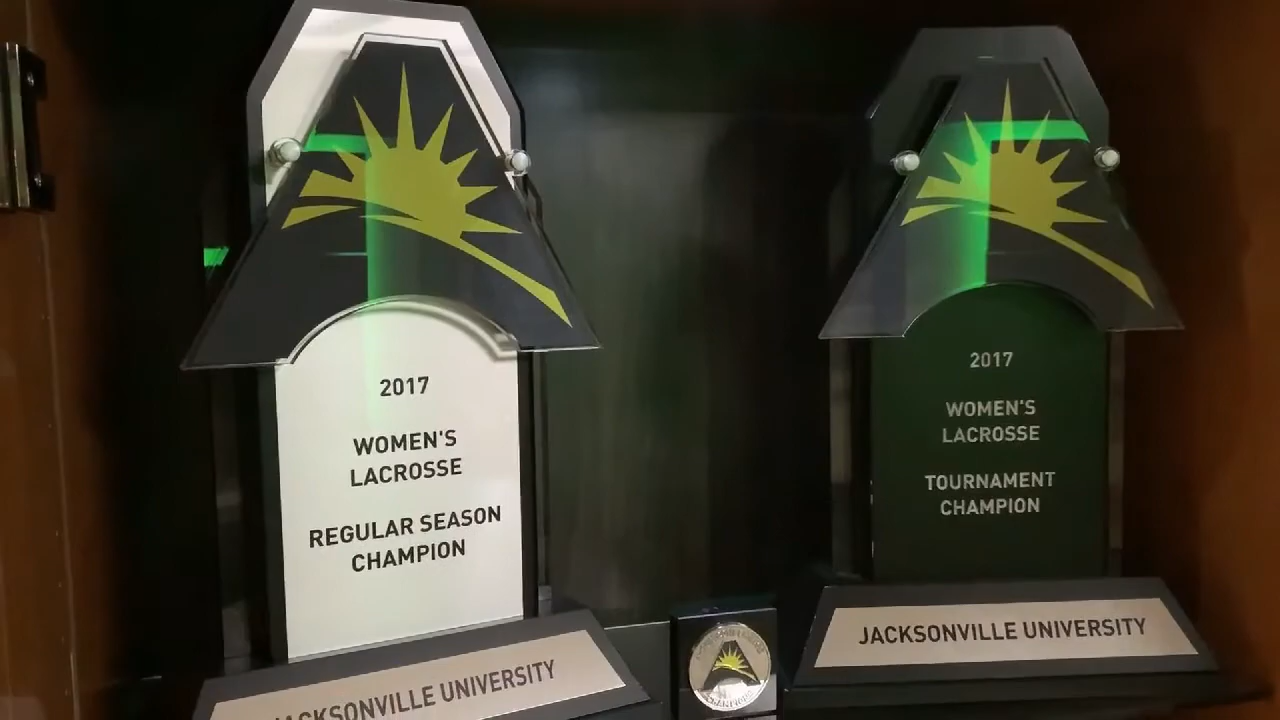 2017
WOMEN'S
LACROSSE
REGULAR SEASON
CHAMPION
JACKSONVILLE UNIVERSITY
2017
WOMEN'S
LACROSSE
TOURNAMENT
CHAMPION
JACKSONVILLE UNIVERSITY